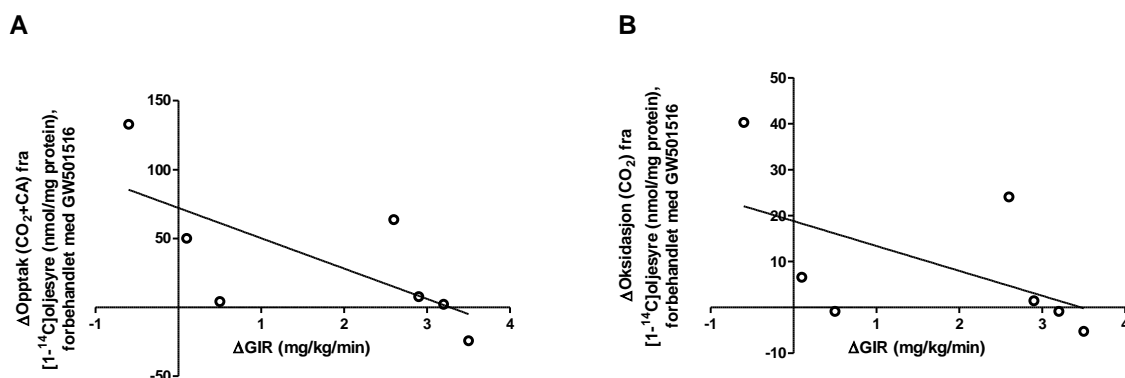 A
B
ΔOpptak (CO₂+CA) fra
[1-¹⁴C]oljesyre (nmol/mg protein),
forbehandlet med GW501516
150
100
50
-50
-1
1
2
3
4
ΔGIR (mg/kg/min)
ΔOksidasjon (CO₂) fra
[1-¹⁴C]oljesyre (nmol/mg protein),
forbehandlet med GW501516
50
40
30
20
10
0
-10
-1
1
2
3
4
ΔGIR (mg/kg/min)